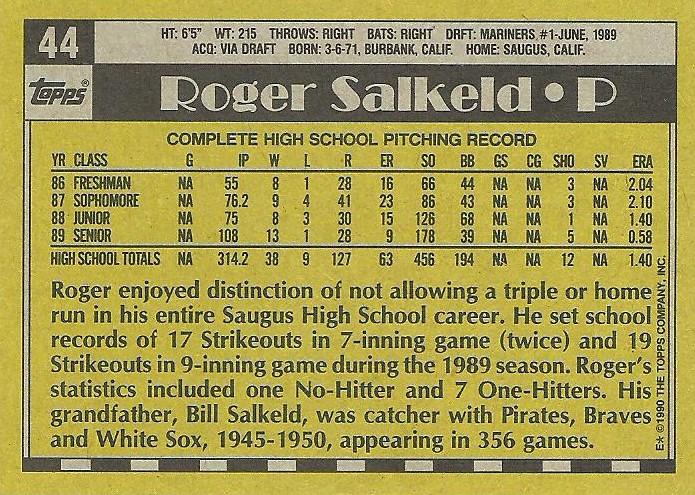 44
HT: 6'5" WT: 215 THROWS: RIGHT BATS: RIGHT DRFT: MARINERS, #1-JUNE, 1989
ACQ: VIA DRAFT BORN: 3-6-71, BURBANK, CALIF. HOME: SAUGUS, CALIF.
Topps®
Roger Salkeld • P
COMPLETE HIGH SCHOOL PITCHING RECORD
YR CLASS G IP W L R ER SO BB GS CG SHO SV ERA
86 FRESHMAN NA 55 8 1 28 16 66 44 NA NA 3 NA 2.04
87 SOPHOMORE NA 76.2 9 4 41 23 86 43 NA NA 3 NA 2.10
88 JUNIOR NA 75 8 3 30 15 126 68 NA NA 1 NA 1.40
89 SENIOR NA 108 13 1 28 9 178 39 NA NA 5 NA 0.58
HIGH SCHOOL TOTALS NA 314.2 38 9 127 63 456 194 NA NA 12 NA 1.40
Roger enjoyed distinction of not allowing a triple or home
run in his entire Saugus High School career. He set school
records of 17 Strikeouts in 7-inning game (twice) and 19
Strikeouts in 9-inning game during the 1989 season. Roger's
statistics included one No-Hitter and 7 One-Hitters. His
grandfather, Bill Salkeld, was catcher with Pirates, Braves
and White Sox, 1945-1950, appearing in 356 games.
E* ©1990 THE TOPPS COMPANY, INC.